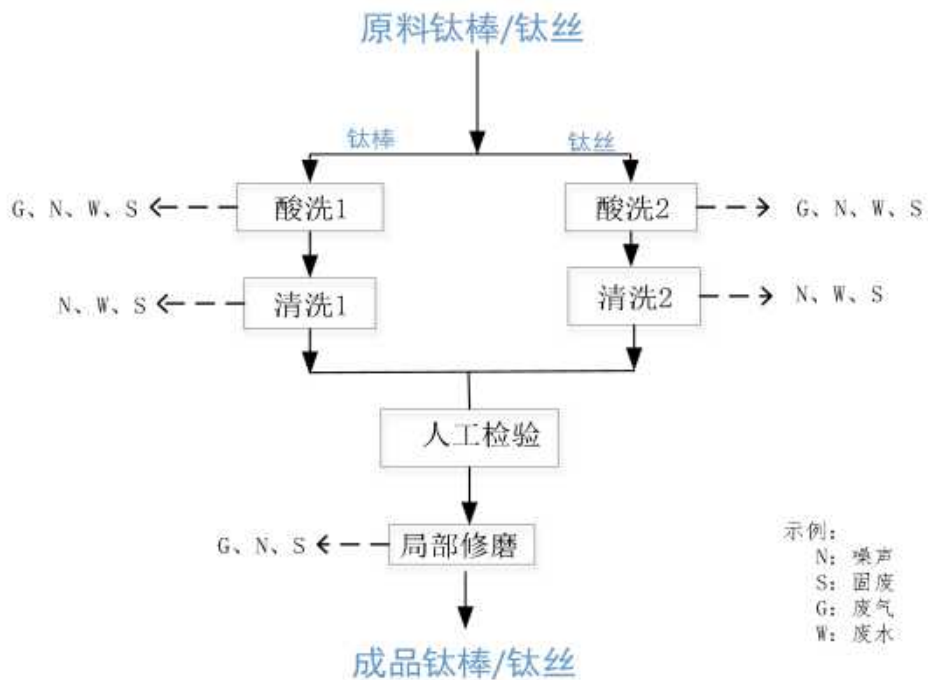 原料钛棒/钛丝
钛棒 钛丝
G、N、W、S 酸洗1 酸洗2 G、N、W、S
N、W、S 清洗1 清洗2 N、W、S
人工检验
G、N、S 局部修磨
示例：
N：噪声
S：固废
G：废气
W：废水
成品钛棒/钛丝